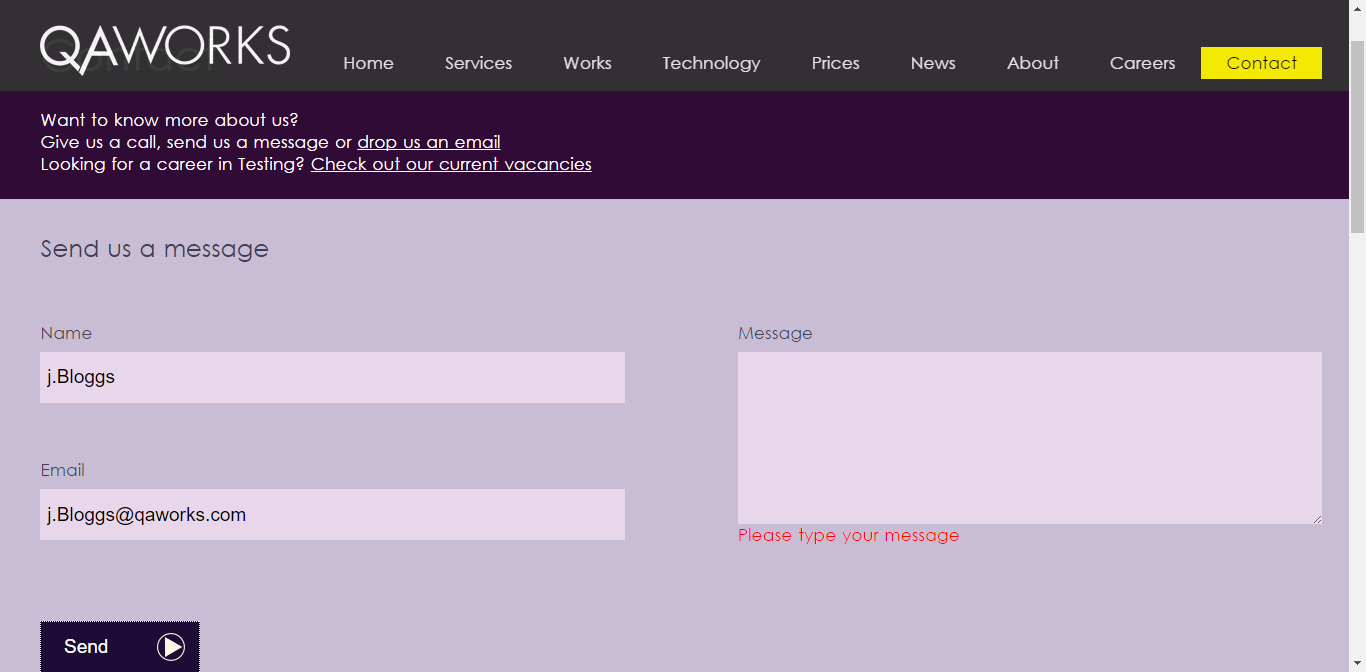 QAWORKS
Home Services Works Technology Prices News About Careers Contact
Want to know more about us?
Give us a call, send us a message or drop us an email
Looking for a career in Testing? Check out our current vacancies
Send us a message
Name
j.Bloggs
Email
j.Bloggs@qaworks.com
Message
Please type your message
Send